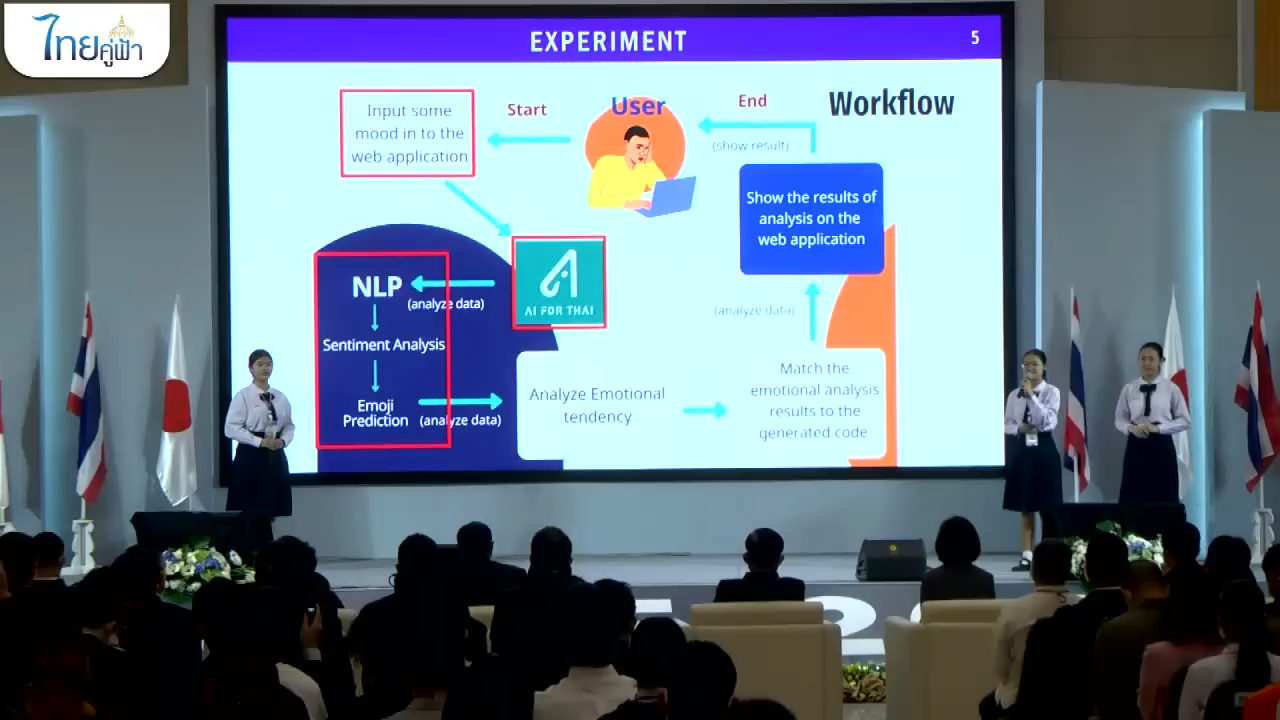 ไทยคู่ฟ้า
EXPERIMENT
5
Input some
mood in to the
web application
Start
User
End
(show result)
Workflow
Show the results of
analysis on the
web application
NLP
(analyze data)
Sentiment Analysis
Emoji
Prediction
(analyze data)
AI FOR THAI
Analyze Emotional
tendency
(analyze data)
Match the
emotional analysis
results to the
generated code